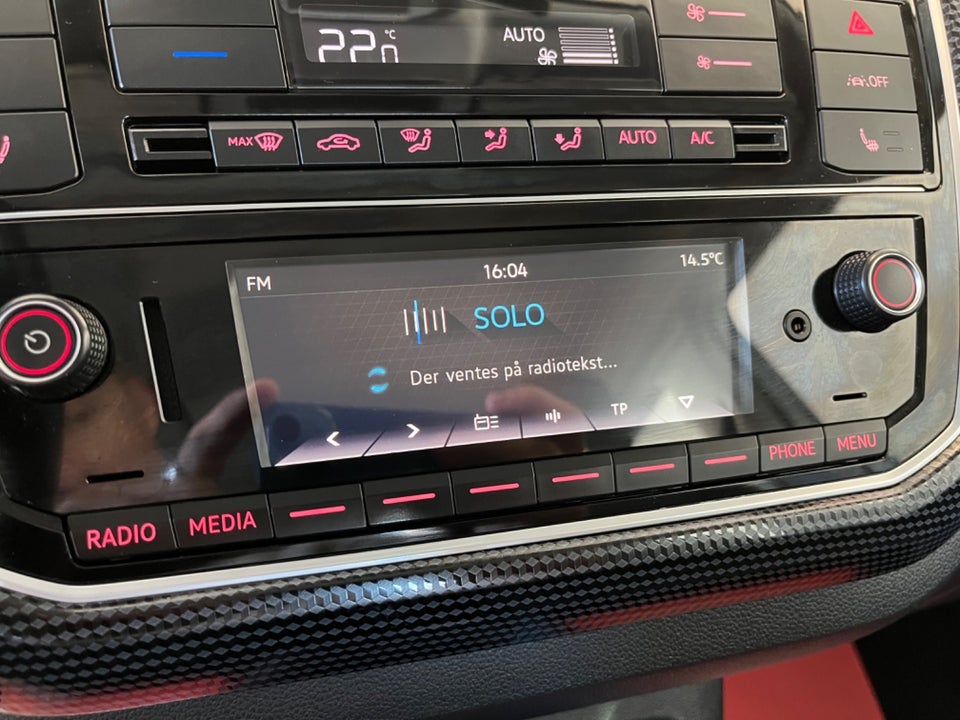 22 °C AUTO
OFF
MAX AUTO A/C
FM 16:04 14.5°C
SOLO
Der ventes på radiotekst...
TP
RADIO MEDIA PHONE MENU